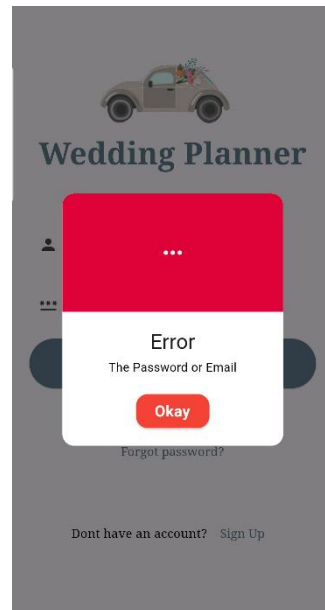 Wedding Planner
...
***
Error
The Password or Email
Okay
Forgot password?
Dont have an account? Sign Up